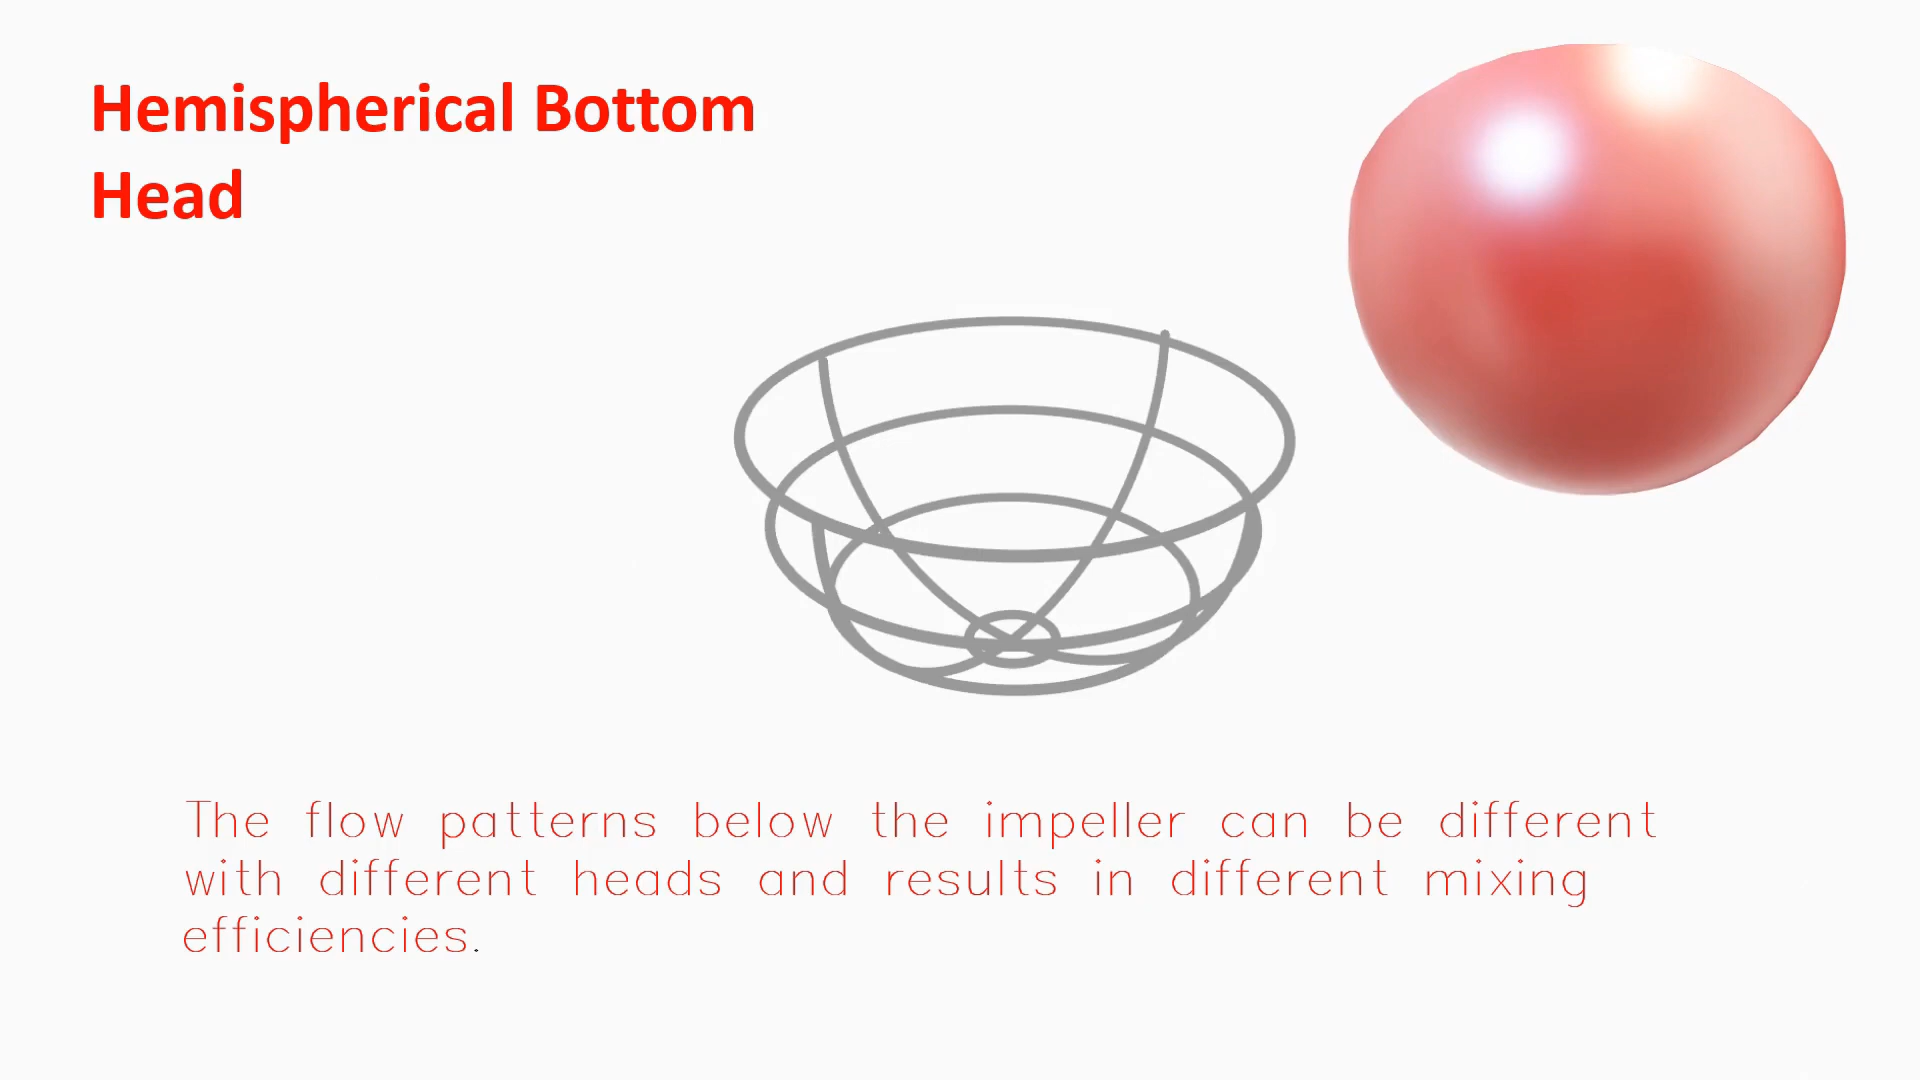 Hemispherical Bottom
Head
The flow patterns below the impeller can be different
with different heads and results in different mixing
efficiencies.